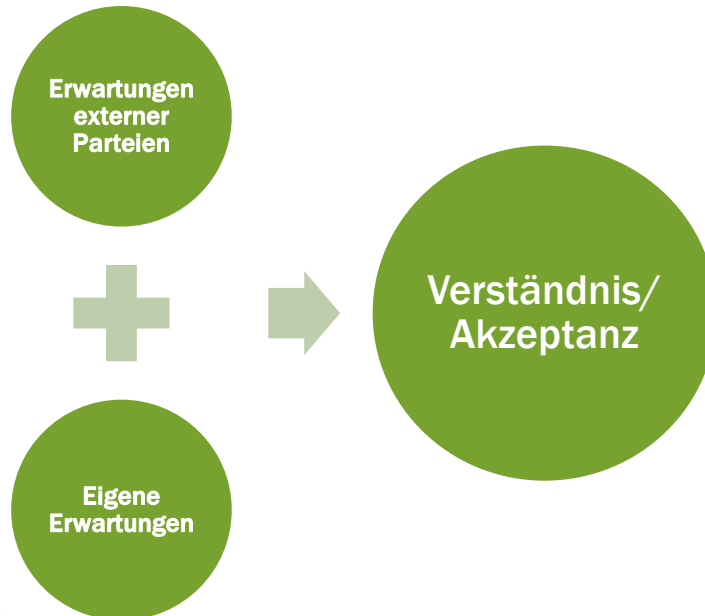 Erwartungen
externer
Parteien
Verständnis/
Akzeptanz
Eigene
Erwartungen